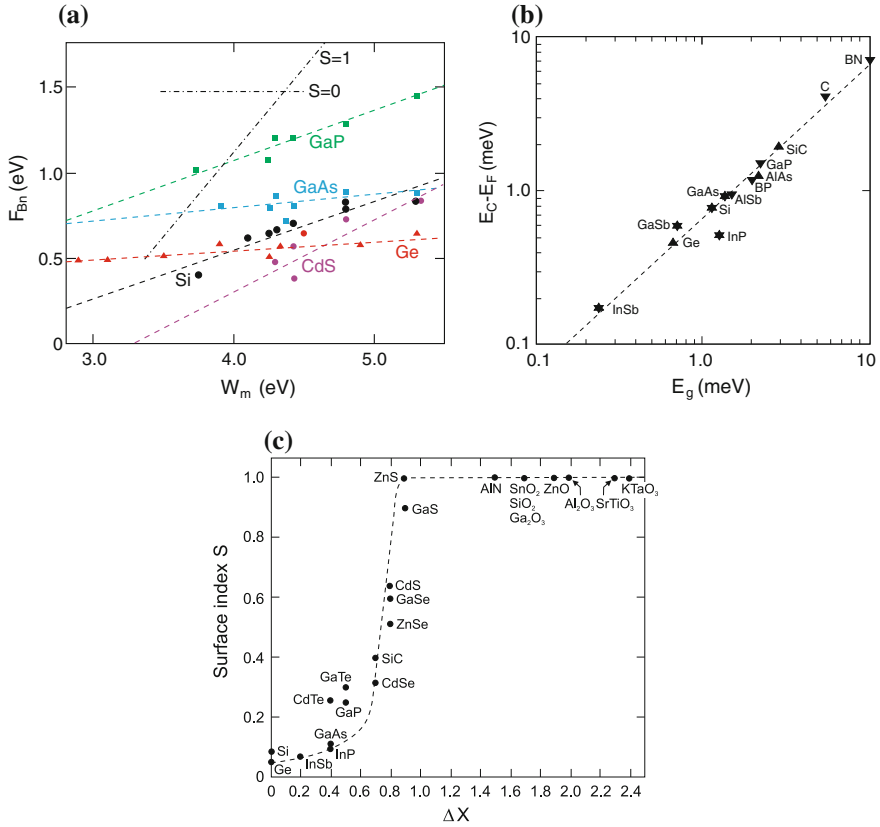 (a)
F_Bn (eV)
1.5
1.0
0.5
0
S=1
S=0
GaP
GaAs
Si
Ge
CdS
3.0
4.0
5.0
W_m (eV)
(b)
E_C-E_F (meV)
10
1.0
0.1
BN
C
SiC
GaP
AlAs
BP
GaAs
AlSb
Si
GaSb
InP
Ge
InSb
0.1
1.0
10
E_g (meV)
(c)
Surface index S
1.0
0.8
0.6
0.4
0.2
0
ZnS
GaS
AlN
SnO₂
SiO₂
Ga₂O₃
ZnO
Al₂O₃
SrTiO₃
KTaO₃
CdS
GaSe
ZnSe
SiC
CdSe
GaTe
CdTe
GaP
GaAs
InP
Si
Ge
InSb
0 0.2 0.4 0.6 0.8 1.0 1.2 1.4 1.6 1.8 2.0 2.2 2.4
ΔX